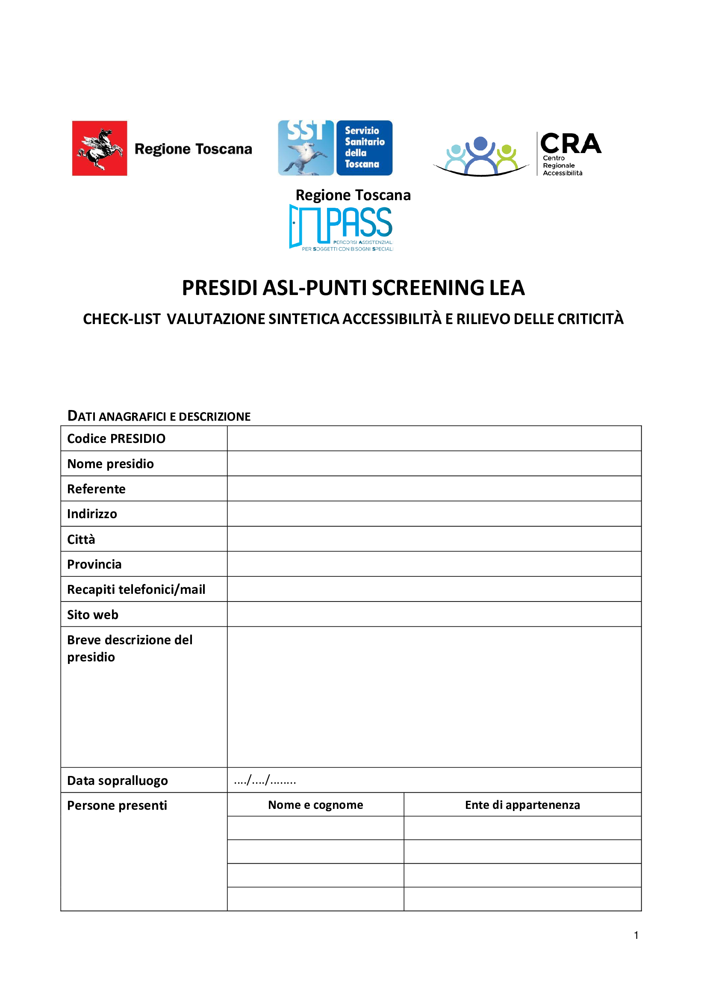 Regione Toscana
SST
Servizio
Sanitario
della
Toscana
CRA
Centro
Regionale
Accessibilità
Regione Toscana
INPASS
PERCORSI ASSISTENZIALI
PER SOGGETTI CON BISOGNI SPECIALI
PRESIDI ASL-PUNTI SCREENING LEA
CHECK-LIST VALUTAZIONE SINTETICA ACCESSIBILITÀ E RILIEVO DELLE CRITICITÀ
DATI ANAGRAFICI E DESCRIZIONE
Codice PRESIDIO
Nome presidio
Referente
Indirizzo
Città
Provincia
Recapiti telefonici/mail
Sito web
Breve descrizione del
presidio
Data sopralluogo ..../..../........
Persone presenti Nome e cognome Ente di appartenenza
1